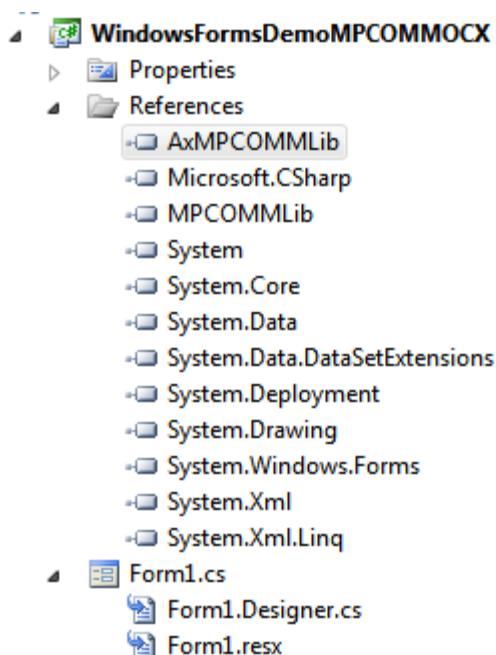 WindowsFormsDemoMPCOMMOCX
Properties
References
AxMPCOMMLib
Microsoft.CSharp
MPCOMMLib
System
System.Core
System.Data
System.Data.DataSetExtensions
System.Deployment
System.Drawing
System.Windows.Forms
System.Xml
System.Xml.Linq
Form1.cs
Form1.Designer.cs
Form1.resx